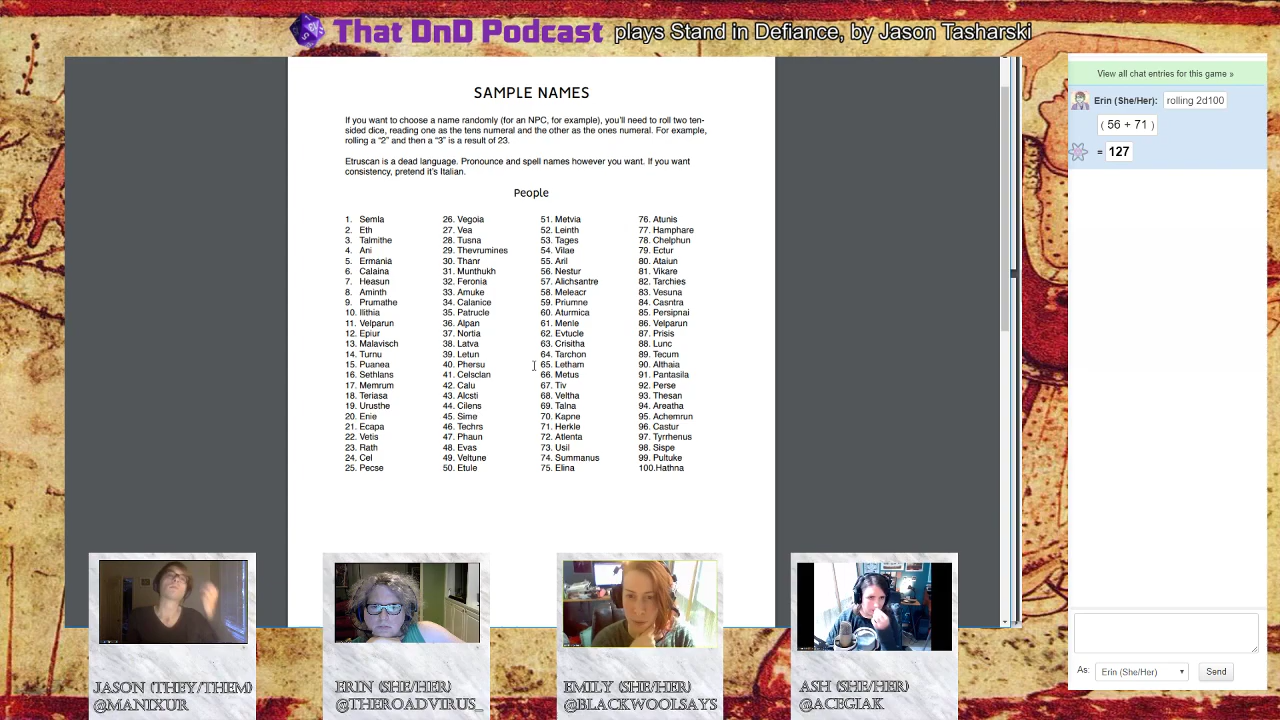 That DnD Podcast plays Stand in Defiance, by Jason Tasharski
SAMPLE NAMES
If you want to choose a name randomly (for an NPC, for example), you'll need to roll two ten-
sided dice, reading one as the tens numeral and the other as the ones numeral. For example,
rolling a "2" and then a "3" is a result of 23.
Etruscan is a dead language. Pronounce and spell names however you want. If you want
consistency, pretend it's Italian.
People
1. Semla
2. Eth
3. Talmithe
4. Ani
5. Ermania
6. Calaina
7. Heasun
8. Aminth
9. Prumathe
10. Ilithia
11. Velparun
12. Epiur
13. Malavisch
14. Turnu
15. Puanea
16. Sethlans
17. Memrum
18. Teriasa
19. Urusthe
20. Enie
21. Ecapa
22. Vetis
23. Rath
24. Cel
25. Pecse
26. Vegoia
27. Vea
28. Tusna
29. Thevrumines
30. Thanr
31. Munthukh
32. Feronia
33. Amuke
34. Calanice
35. Patrucle
36. Alpan
37. Nortia
38. Latva
39. Letun
40. Phersu
41. Celsclan
42. Calu
43. Alcsti
44. Cilens
45. Sime
46. Techrs
47. Phaun
48. Evas
49. Veltune
50. Etule
51. Metvia
52. Leinth
53. Tages
54. Vilae
55. Aril
56. Nestur
57. Alichsantre
58. Meleacr
59. Priumne
60. Aturmica
61. Menle
62. Evtucle
63. Crisitha
64. Tarchon
65. Letham
66. Metus
67. Tiv
68. Veltha
69. Talna
70. Kapne
71. Herkle
72. Atlenta
73. Usil
74. Summanus
75. Elina
76. Atunis
77. Hamphare
78. Chelphun
79. Ectur
80. Ataiun
81. Vikare
82. Tarchies
83. Vesuna
84. Casntra
85. Persipnai
86. Velparun
87. Prisis
88. Lunc
89. Tecum
90. Althaia
91. Pantasila
92. Perse
93. Thesan
94. Areatha
95. Achemrun
96. Castur
97. Tyrrhenus
98. Sispe
99. Pultuke
100.Hathna
View all chat entries for this game »
Erin (She/Her): rolling 2d100
( 56 + 71 )
= 127
As: Erin (She/Her) Send
JASON (THEY/THEM)
@MANIXUR
ERIN (SHE/HER)
@THEROADVIRUS_
EMILY (SHE/HER)
@BLACKWOOLSAYS
ASH (SHE/HER)
@ACEGIAK